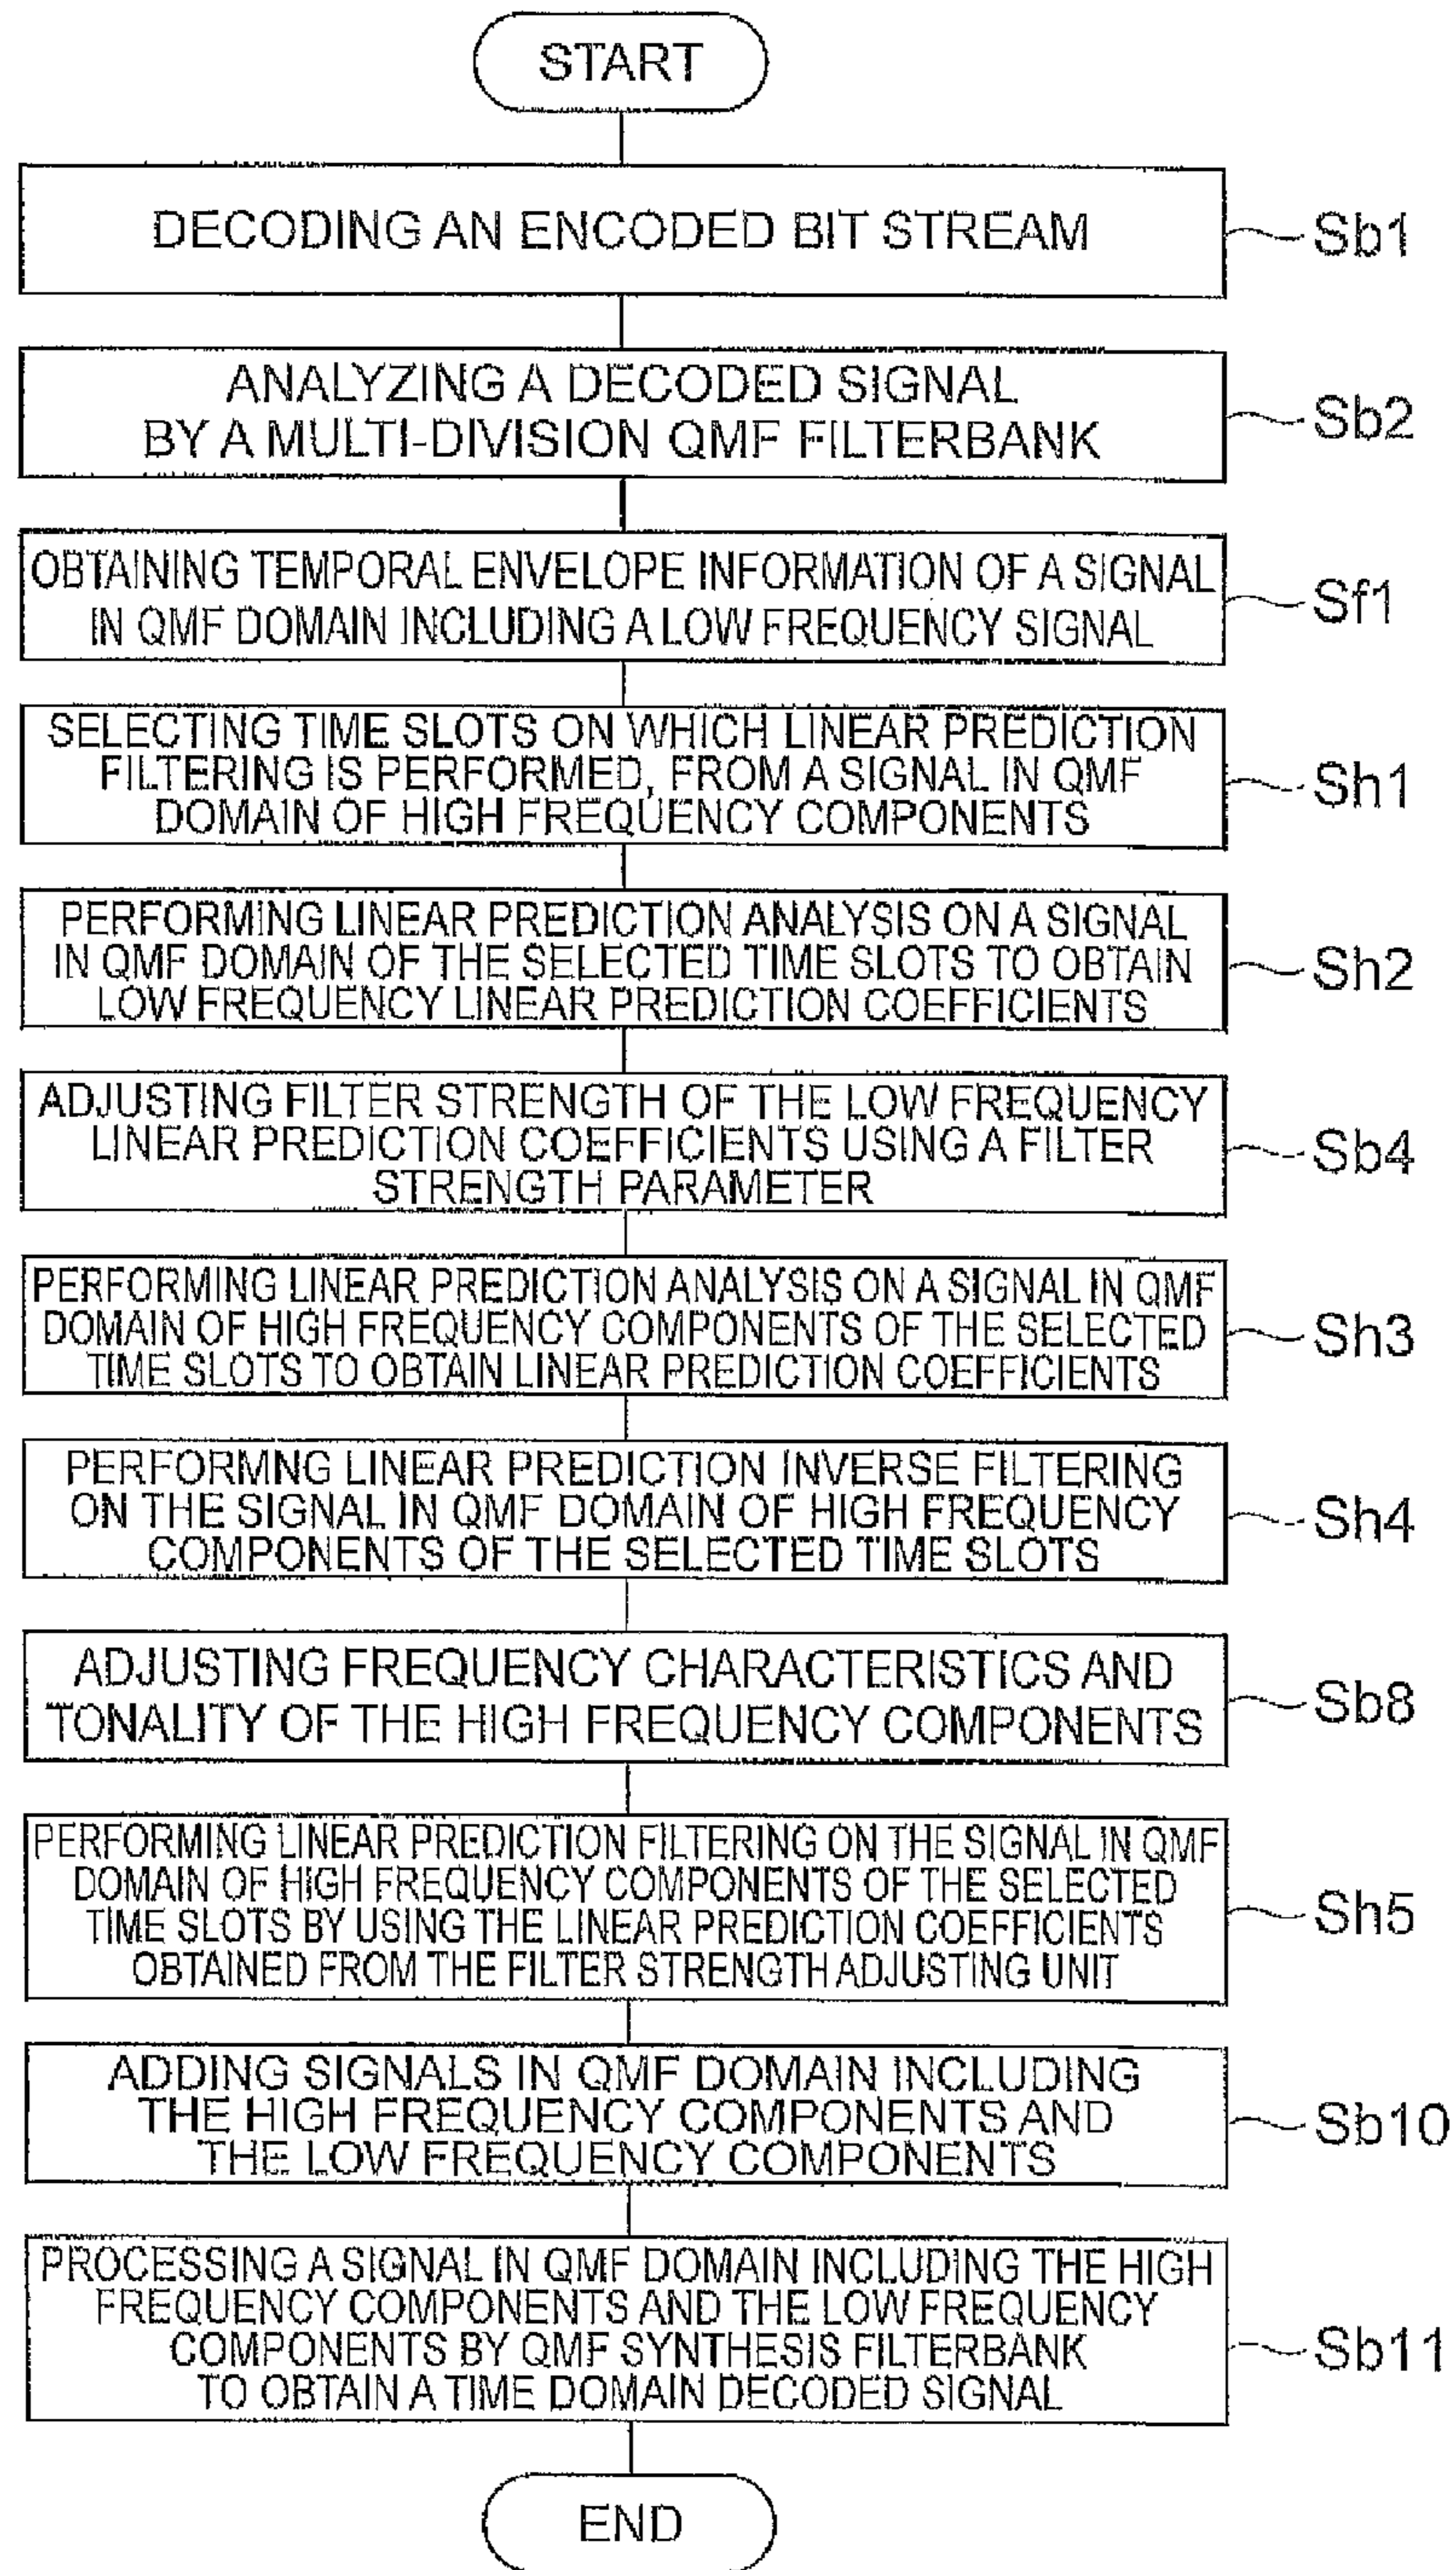 START
DECODING AN ENCODED BIT STREAM
Sb1
ANALYZING A DECODED SIGNAL
BY A MULTI-DIVISION QMF FILTERBANK
Sb2
OBTAINING TEMPORAL ENVELOPE INFORMATION OF A SIGNAL
IN QMF DOMAIN INCLUDING A LOW FREQUENCY SIGNAL
Sf1
SELECTING TIME SLOTS ON WHICH LINEAR PREDICTION
FILTERING IS PERFORMED, FROM A SIGNAL IN QMF
DOMAIN OF HIGH FREQUENCY COMPONENTS
Sh1
PERFORMING LINEAR PREDICTION ANALYSIS ON A SIGNAL
IN QMF DOMAIN OF THE SELECTED TIME SLOTS TO OBTAIN
LOW FREQUENCY LINEAR PREDICTION COEFFICIENTS
Sh2
ADJUSTING FILTER STRENGTH OF THE LOW FREQUENCY
LINEAR PREDICTION COEFFICIENTS USING A FILTER
STRENGTH PARAMETER
Sb4
PERFORMING LINEAR PREDICTION ANALYSIS ON A SIGNAL IN QMF
DOMAIN OF HIGH FREQUENCY COMPONENTS OF THE SELECTED
TIME SLOTS TO OBTAIN LINEAR PREDICTION COEFFICIENTS
Sh3
PERFORMNG LINEAR PREDICTION INVERSE FILTERING
ON THE SIGNAL IN QMF DOMAIN OF HIGH FREQUENCY
COMPONENTS OF THE SELECTED TIME SLOTS
Sh4
ADJUSTING FREQUENCY CHARACTERISTICS AND
TONALITY OF THE HIGH FREQUENCY COMPONENTS
Sb8
PERFORMING LINEAR PREDICTION FILTERING ON THE SIGNAL IN QMF
DOMAIN OF HIGH FREQUENCY COMPONENTS OF THE SELECTED
TIME SLOTS BY USING THE LINEAR PREDICTION COEFFICIENTS
OBTAINED FROM THE FILTER STRENGTH ADJUSTING UNIT
Sh5
ADDING SIGNALS IN QMF DOMAIN INCLUDING
THE HIGH FREQUENCY COMPONENTS AND
THE LOW FREQUENCY COMPONENTS
Sb10
PROCESSING A SIGNAL IN QMF DOMAIN INCLUDING THE HIGH
FREQUENCY COMPONENTS AND THE LOW FREQUENCY
COMPONENTS BY QMF SYNTHESIS FILTERBANK
TO OBTAIN A TIME DOMAIN DECODED SIGNAL
Sb11
END